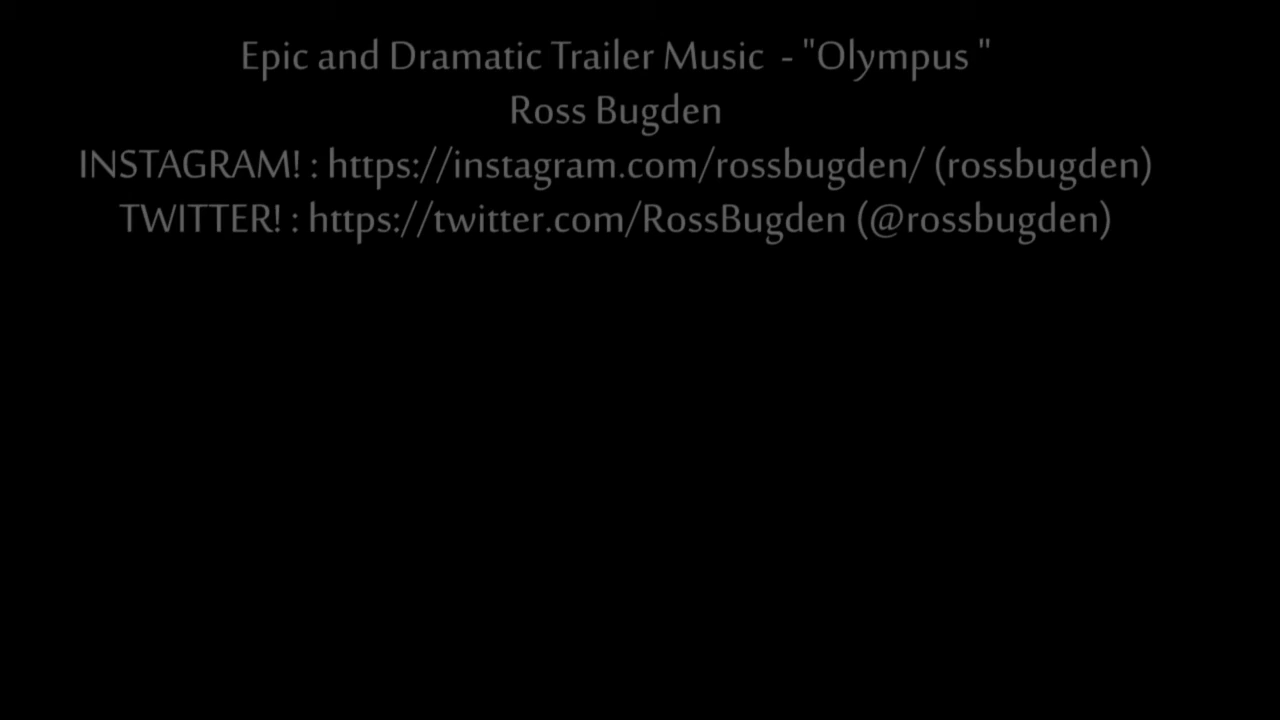 Epic and Dramatic Trailer Music - "Olympus "
Ross Bugden
INSTAGRAM! : https://instagram.com/rossbugden/ (rossbugden)
TWITTER! : https://twitter.com/RossBugden (@rossbugden)